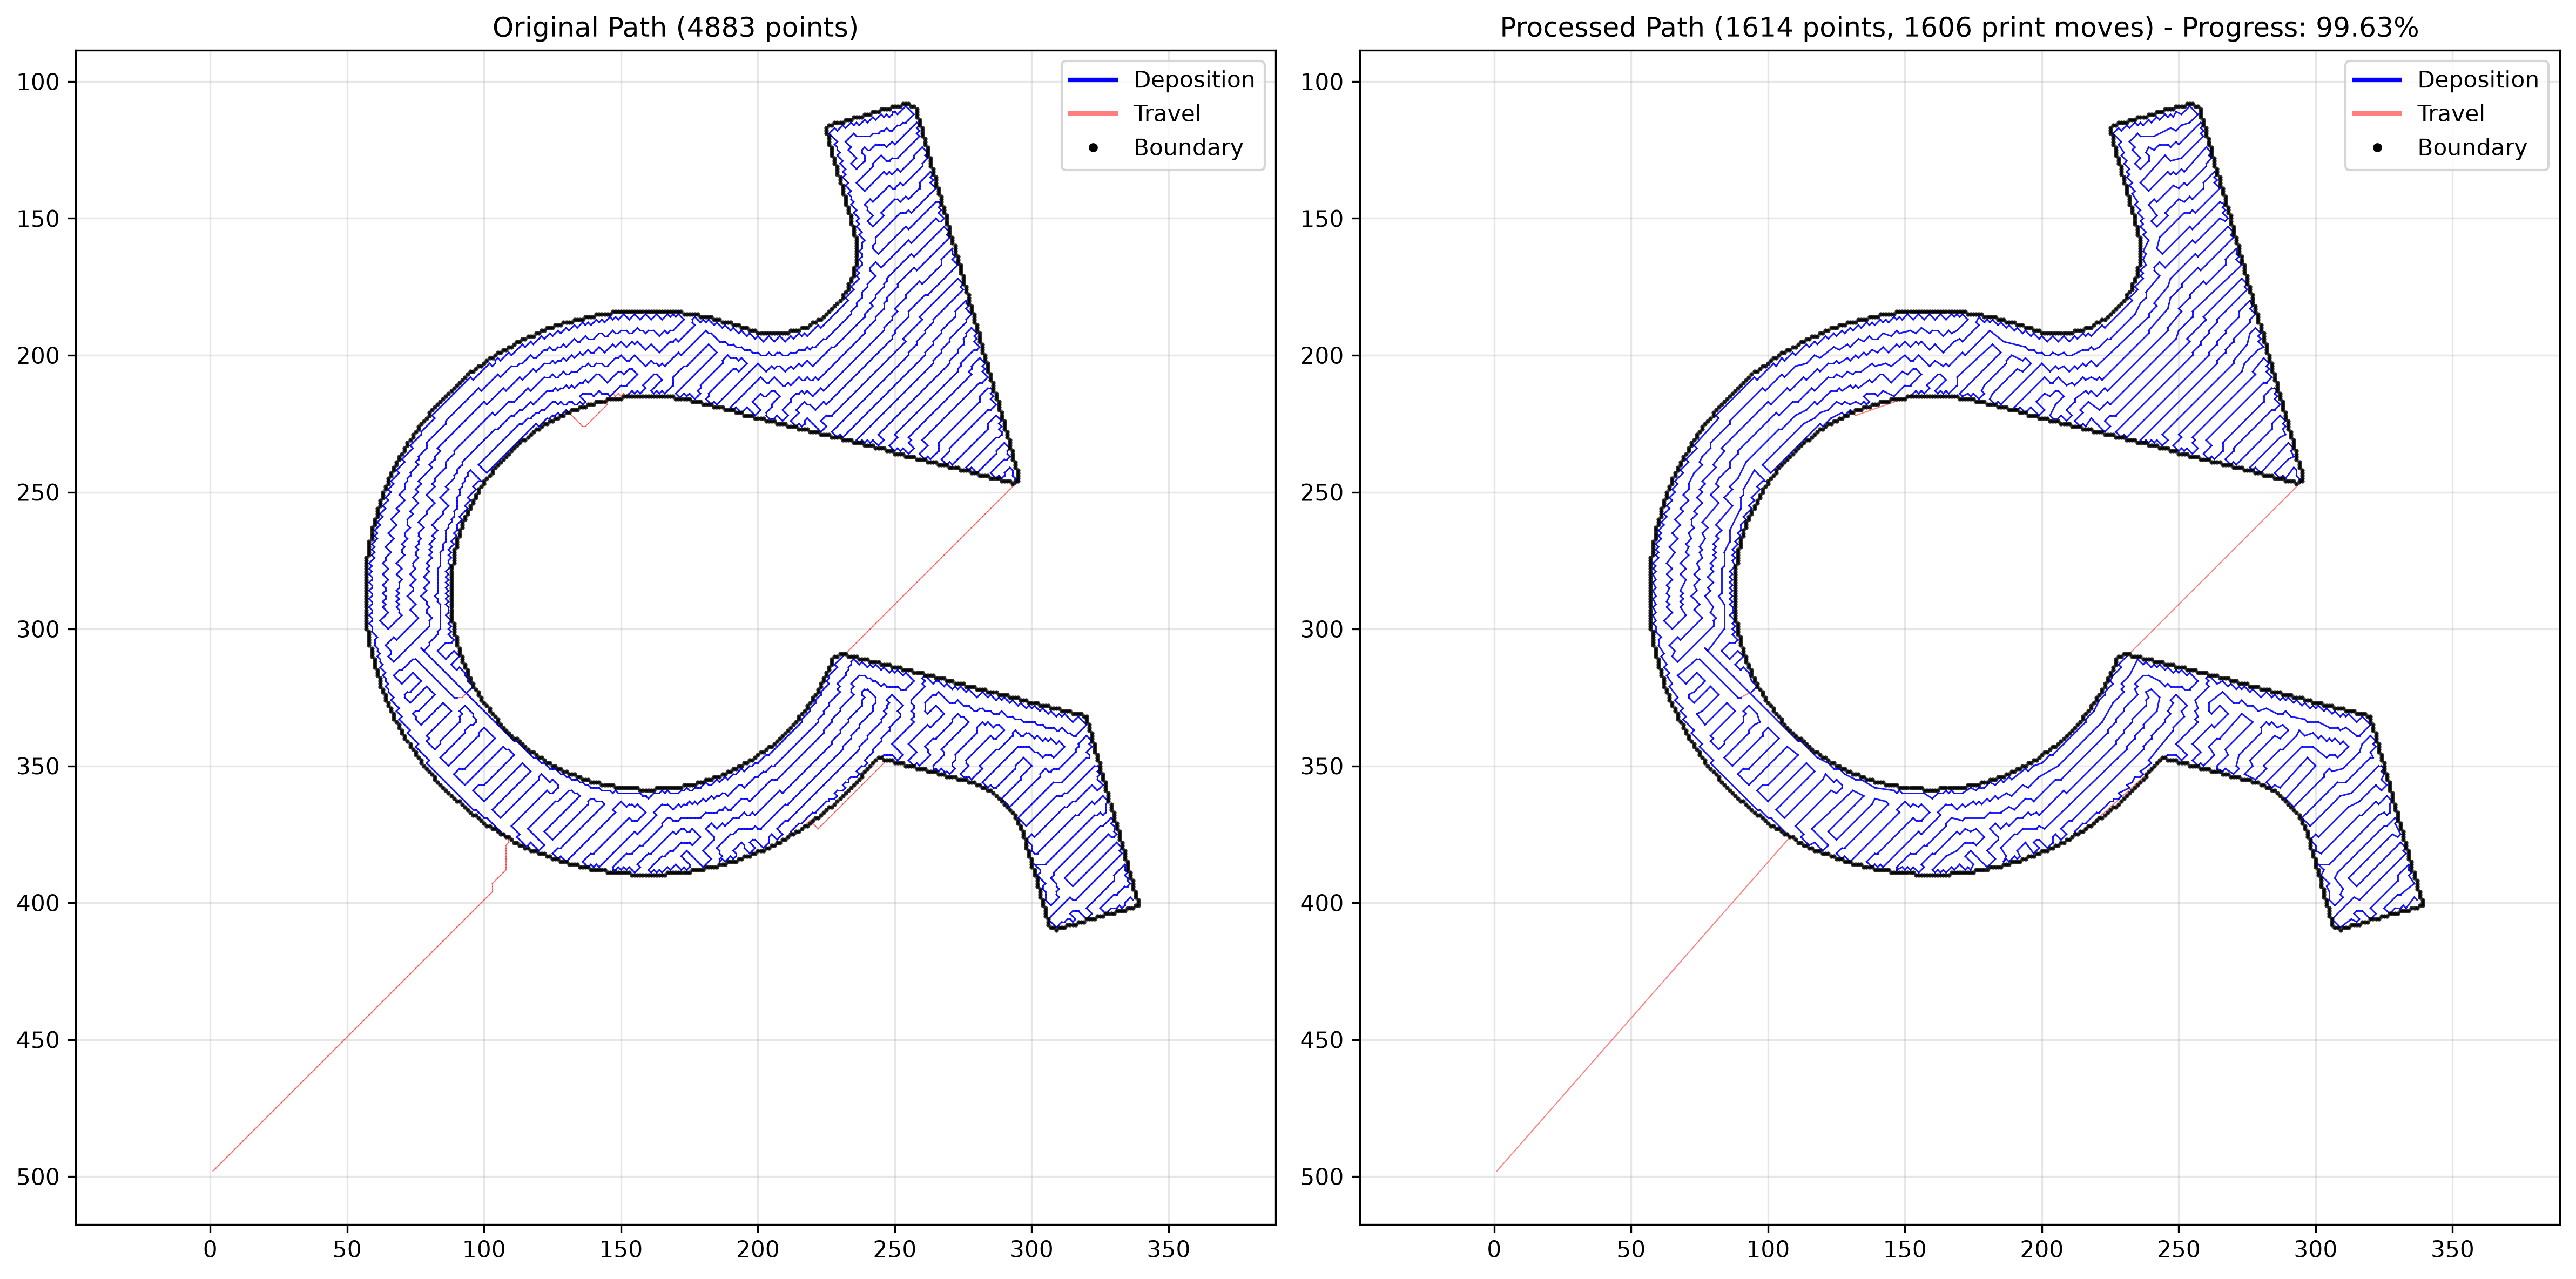 Original Path (4883 points)
Deposition
Travel
Boundary
100
150
200
250
300
350
400
450
500
0 50 100 150 200 250 300 350
Processed Path (1614 points, 1606 print moves) - Progress: 99.63%
Deposition
Travel
Boundary
100
150
200
250
300
350
400
450
500
0 50 100 150 200 250 300 350